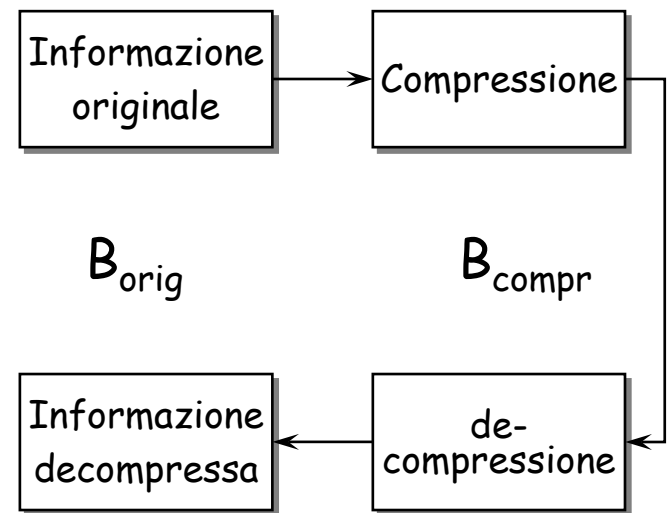 Informazione
originale
Compressione
B_orig
B_compr
Informazione
decompressa
de-
compressione